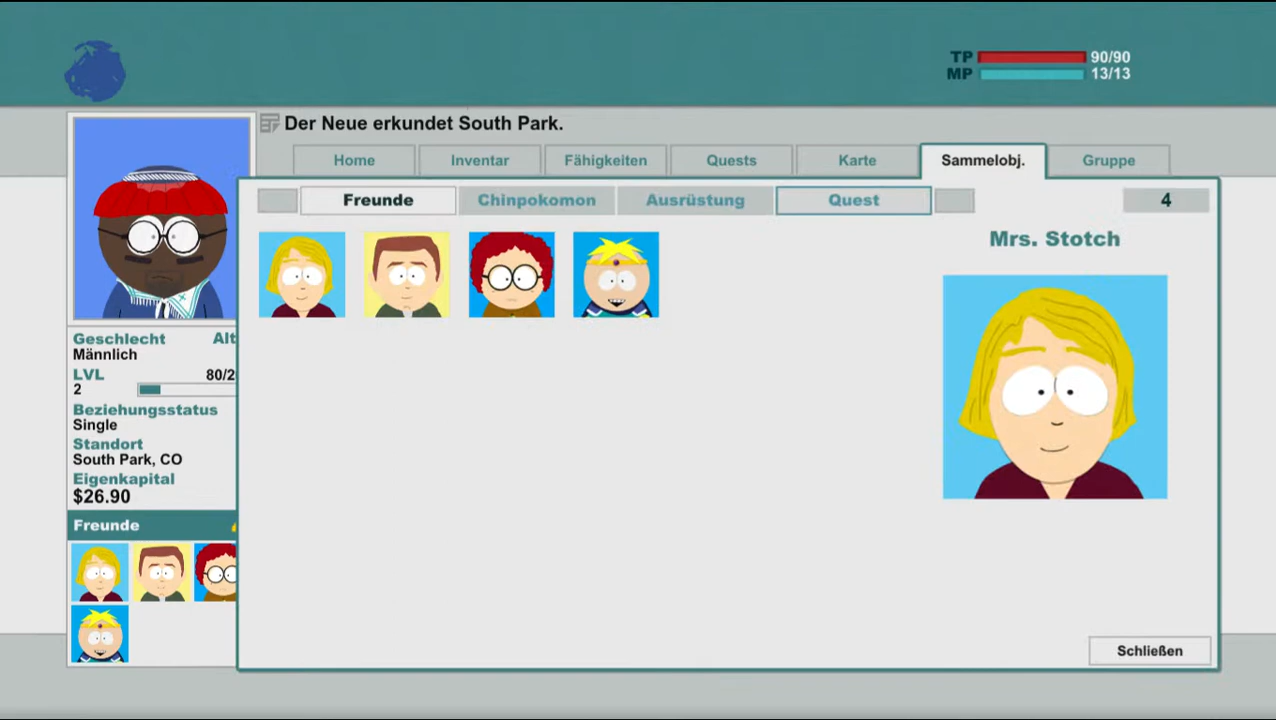 TP 90/90
MP 13/13
Der Neue erkundet South Park.
Home Inventar Fähigkeiten Quests Karte Sammelobj. Gruppe
Freunde Chinpokomon Ausrüstung Quest 4
Mrs. Stotch
Geschlecht Alt
Männlich
LVL 80/2
2
Beziehungsstatus
Single
Standort
South Park, CO
Eigenkapital
$26.90
Freunde
Schließen